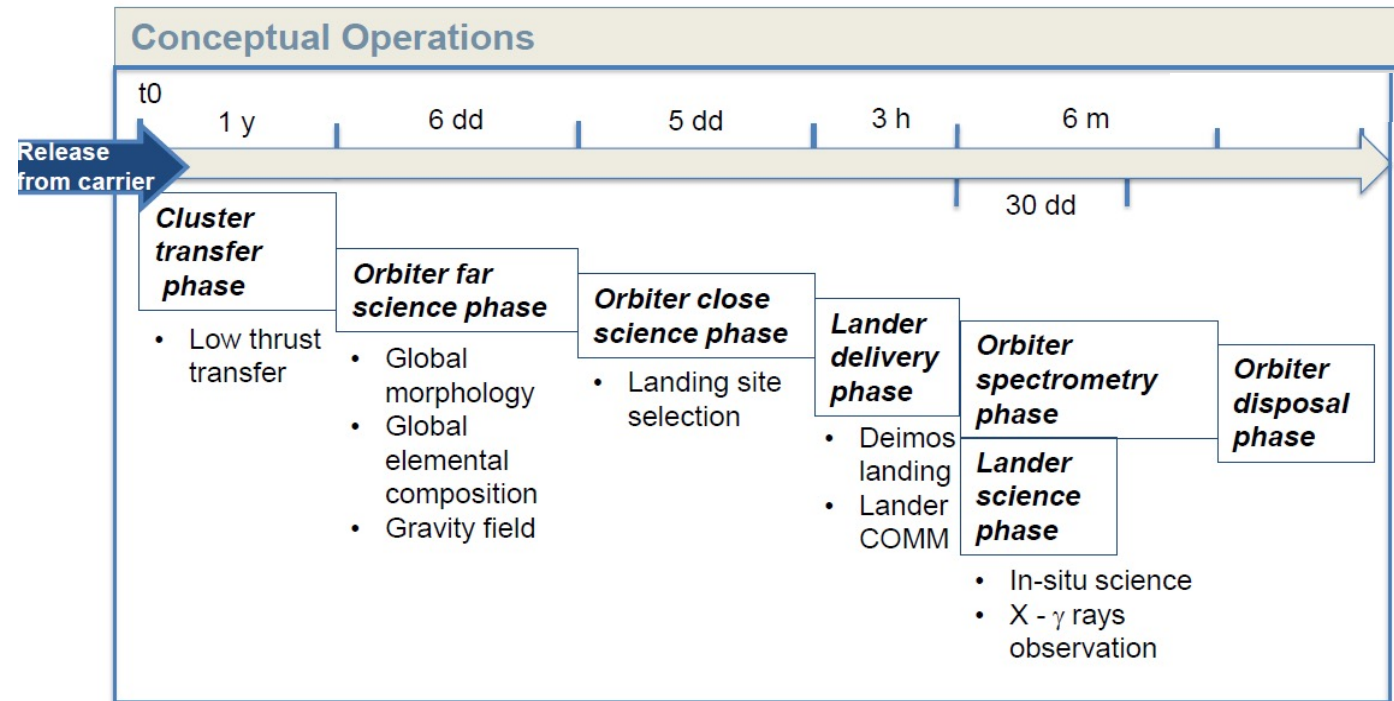 Conceptual Operations
t0
1 y
6 dd
5 dd
3 h
6 m
Release
from carrier
30 dd
Cluster
transfer
phase
• Low thrust
transfer
Orbiter far
science phase
• Global
morphology
• Global
elemental
composition
• Gravity field
Orbiter close
science phase
• Landing site
selection
Lander
delivery
phase
• Deimos
landing
• Lander
COMM
Orbiter
spectrometry
phase
Lander
science
phase
• In-situ science
• X - γ rays
observation
Orbiter
disposal
phase